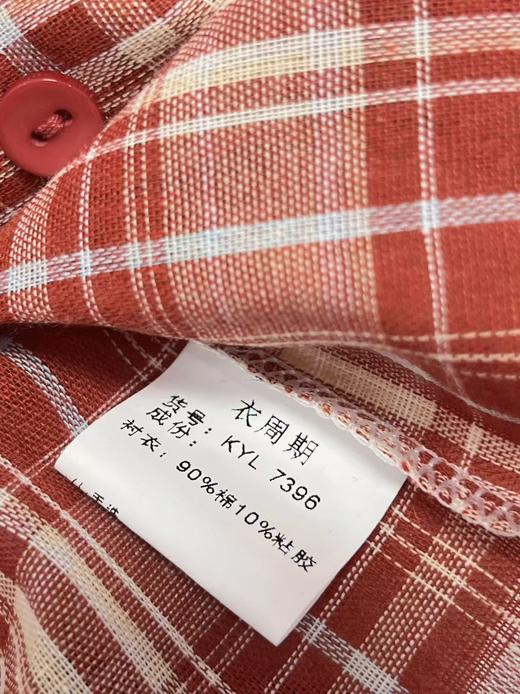 衣周期
货号: KYL 7396
成份:
衬衣: 90%棉10%粘胶